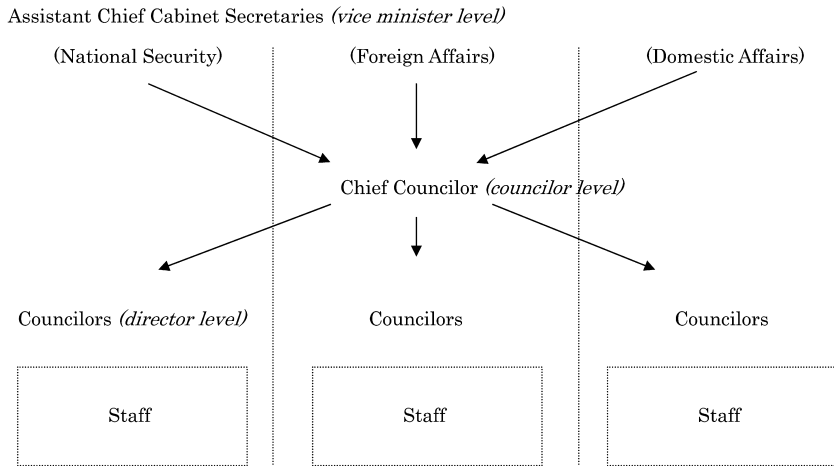 Assistant Chief Cabinet Secretaries (vice minister level)
(National Security)
(Foreign Affairs)
(Domestic Affairs)
Chief Councilor (councilor level)
Councilors (director level)
Councilors
Councilors
Staff
Staff
Staff